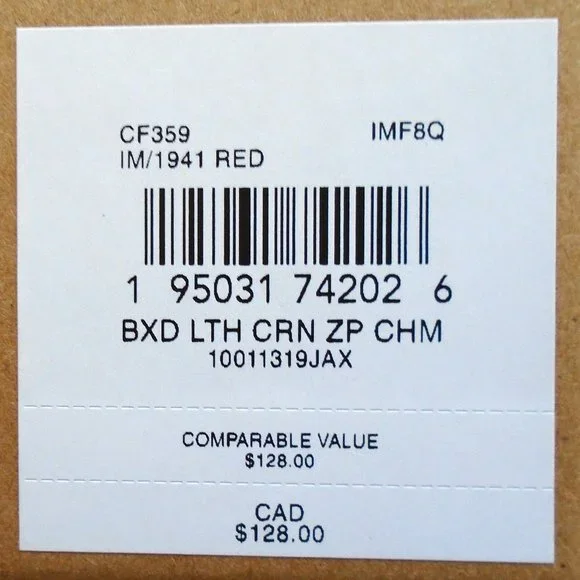 CF359 IMF8Q
IM/1941 RED
1 95031 74202 6
BXD LTH CRN ZP CHM
10011319JAX
COMPARABLE VALUE
$128.00
CAD
$128.00